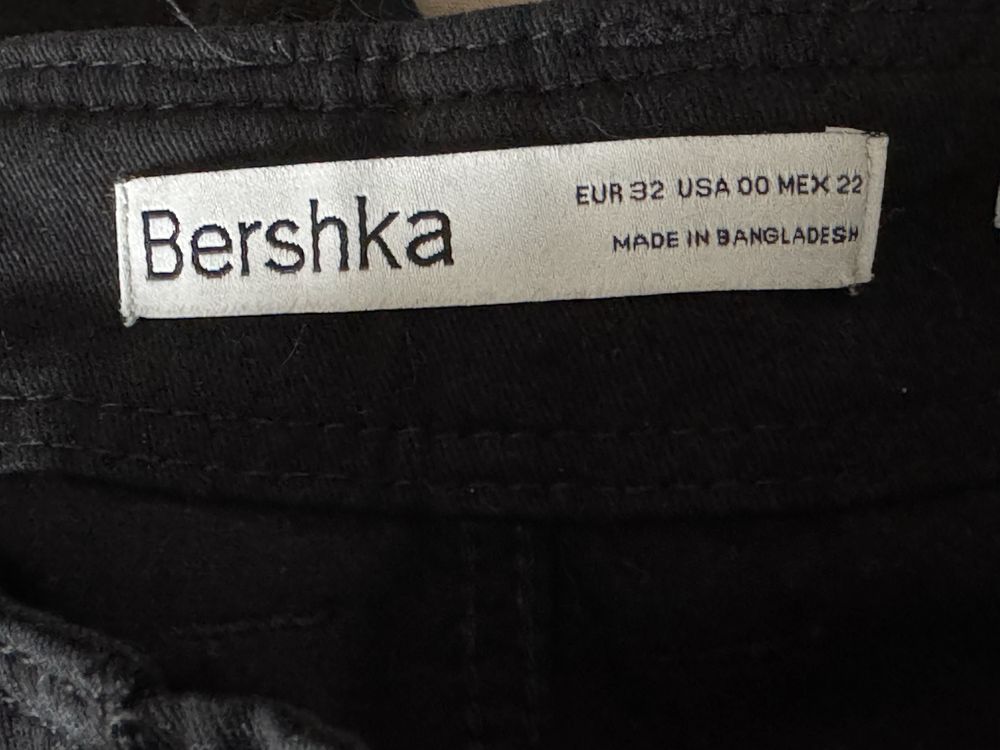 Bershka
EUR 32 USA 00 MEX 22
MADE IN BANGLADESH